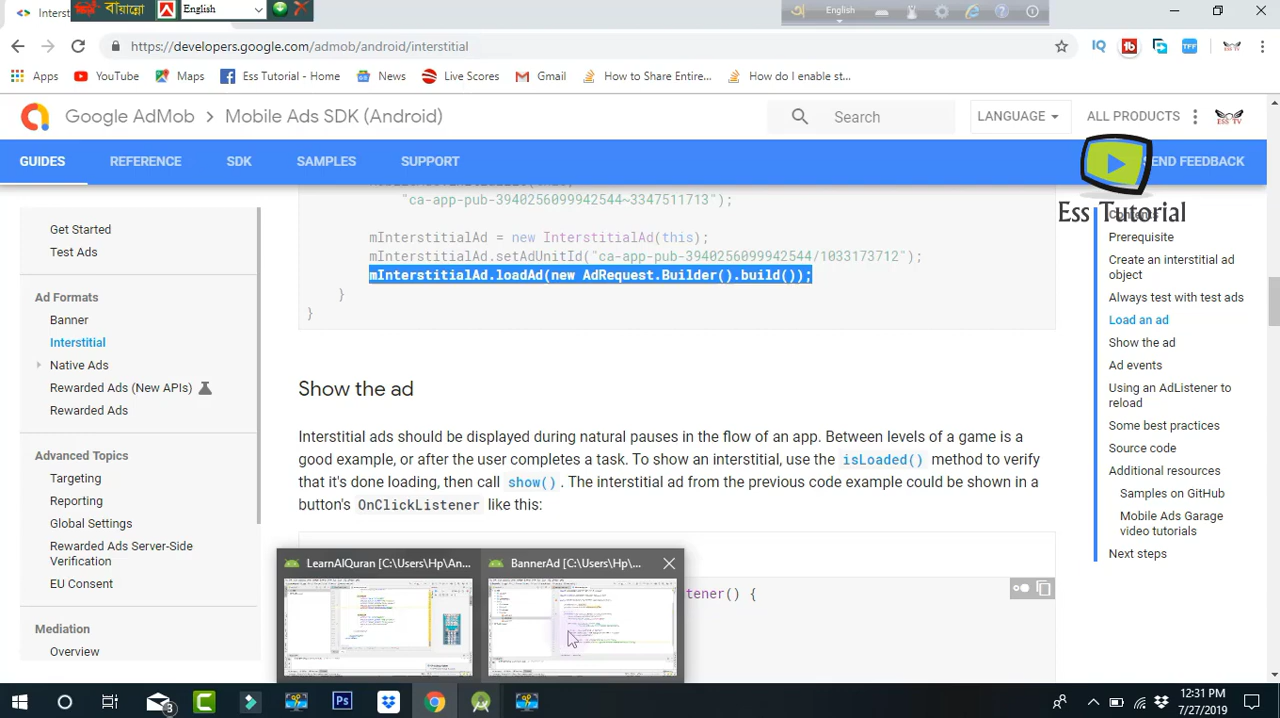 Interst
বায়ান্নো
English
English
https://developers.google.com/admob/android/interstitial
Apps
YouTube
Maps
Ess Tutorial - Home
News
Live Scores
Gmail
How to Share Entire...
How do I enable st...
Google AdMob > Mobile Ads SDK (Android)
Search
LANGUAGE
ALL PRODUCTS
ESS TV
GUIDES
REFERENCE
SDK
SAMPLES
SUPPORT
SEND FEEDBACK
Ess Tutorial
"ca-app-pub-3940256099942544~3347511713");
mInterstitialAd = new InterstitialAd(this);
mInterstitialAd.setAdUnitId("ca-app-pub-3940256099942544/1033173712");
mInterstitialAd.loadAd(new AdRequest.Builder().build());
}
}
Get Started
Test Ads
Ad Formats
Banner
Interstitial
Native Ads
Rewarded Ads (New APIs)
Rewarded Ads
Advanced Topics
Targeting
Reporting
Global Settings
Rewarded Ads Server-Side
Verification
EU Consent
Mediation
Overview
Show the ad
Interstitial ads should be displayed during natural pauses in the flow of an app. Between levels of a game is a
good example, or after the user completes a task. To show an interstitial, use the isLoaded() method to verify
that it's done loading, then call show() . The interstitial ad from the previous code example could be shown in a
button's OnClickListener like this:
tener() {
Contents
Prerequisite
Create an interstitial ad
object
Always test with test ads
Load an ad
Show the ad
Ad events
Using an AdListener to
reload
Some best practices
Source code
Additional resources
Samples on GitHub
Mobile Ads Garage
video tutorials
Next steps
LearnAlQuran [C:\Users\Hp\An...
BannerAd [C:\Users\Hp\...
3
12:31 PM
7/27/2019